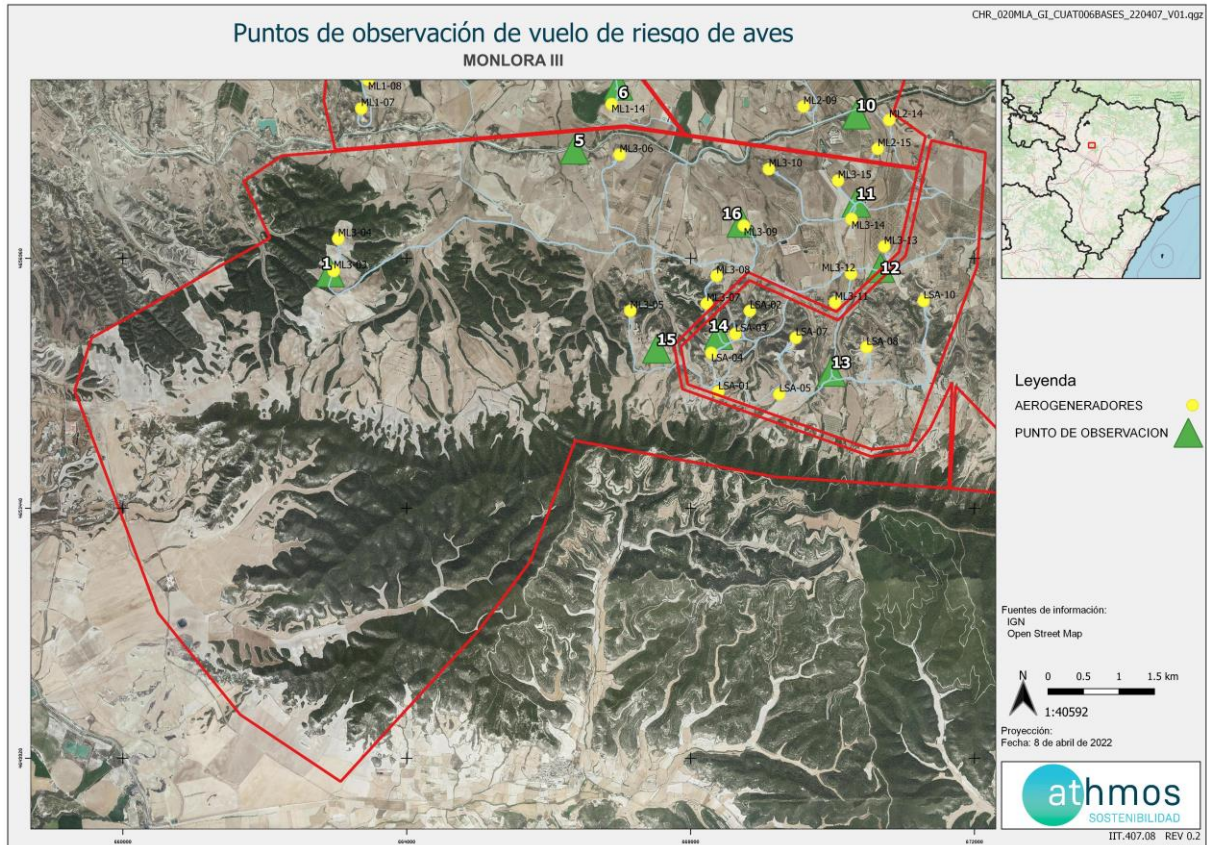 CHR_020MLA_GI_CUAT006BASES_220407_V01.qgz
Puntos de observación de vuelo de riesgo de aves
MONLORA III
ML1-08
ML1-07
6
ML1-14
ML2-09
10
ML2-14
5
ML3-06
ML2-15
ML3-10
ML3-15
11
16
ML3-09
ML3-14
ML3-04
ML3-13
1
12
ML3-08
ML3-12
ML3-05
ML3-07
LSA-02
ML3-11
LSA-10
15
14
LSA-03
LSA-07
LSA-04
LSA-08
13
LSA-01
LSA-05
Leyenda
AEROGENERADORES
PUNTO DE OBSERVACION
Fuentes de información:
IGN
Open Street Map
N
0 0.5 1 1.5 km
1:40592
Proyección:
Fecha: 8 de abril de 2022
athmos
SOSTENIBILIDAD
IIT.407.08 REV 0.2
664000
672000